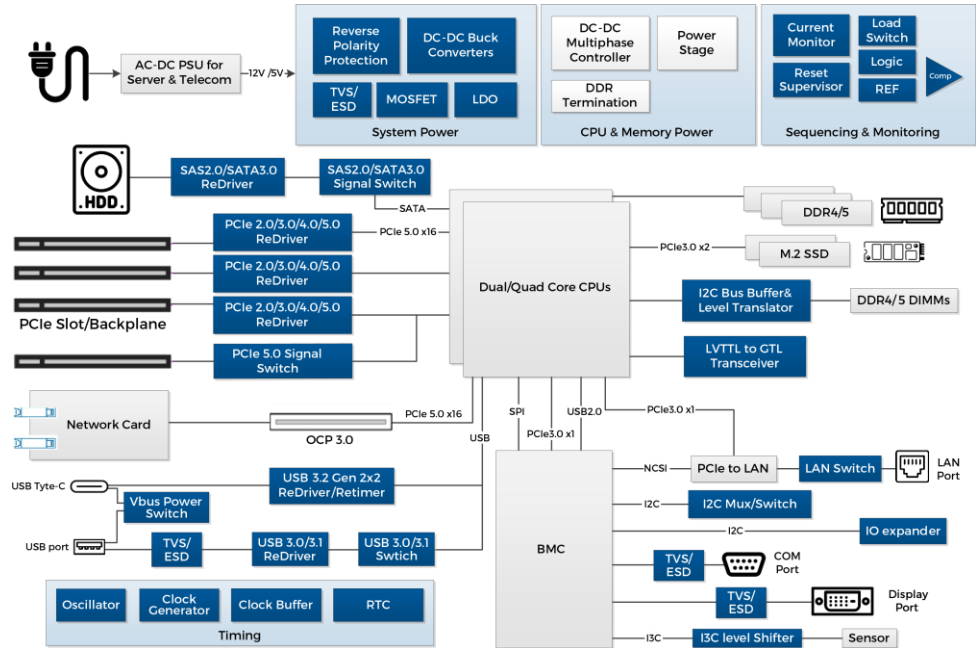 AC-DC PSU for
Server & Telecom
12V /5V
Reverse
Polarity
Protection
DC-DC Buck
Converters
TVS/
ESD
MOSFET
LDO
System Power
DC-DC
Multiphase
Controller
Power
Stage
DDR
Termination
CPU & Memory Power
Current
Monitor
Load
Switch
Logic
Reset
Supervisor
REF
Comp
Sequencing & Monitoring
HDD
SAS2.0/SATA3.0
ReDriver
SAS2.0/SATA3.0
Signal Switch
SATA
PCIe 2.0/3.0/4.0/5.0
ReDriver
PCIe 5.0 x16
PCIe 2.0/3.0/4.0/5.0
ReDriver
PCIe 2.0/3.0/4.0/5.0
ReDriver
PCIe Slot/Backplane
PCIe 5.0 Signal
Switch
Dual/Quad Core CPUs
DDR4/5
PCIe3.0 x2
M.2 SSD
I2C Bus Buffer&
Level Translator
DDR4/5 DIMMs
LVTTL to GTL
Transceiver
Network Card
OCP 3.0
PCIe 5.0 x16
USB
SPI
PCIe3.0 x1
USB2.0
PCIe3.0 x1
USB Tyte-C
Vbus Power
Switch
USB 3.2 Gen 2x2
ReDriver/Retimer
USB port
TVS/
ESD
USB 3.0/3.1
ReDriver
USB 3.0/3.1
Swtich
BMC
NCSI
PCIe to LAN
LAN Switch
LAN
Port
I2C
I2C Mux/Switch
I2C
IO expander
TVS/
ESD
COM
Port
TVS/
ESD
Display
Port
I3C
I3C level Shifter
Sensor
Oscillator
Clock
Generator
Clock Buffer
RTC
Timing